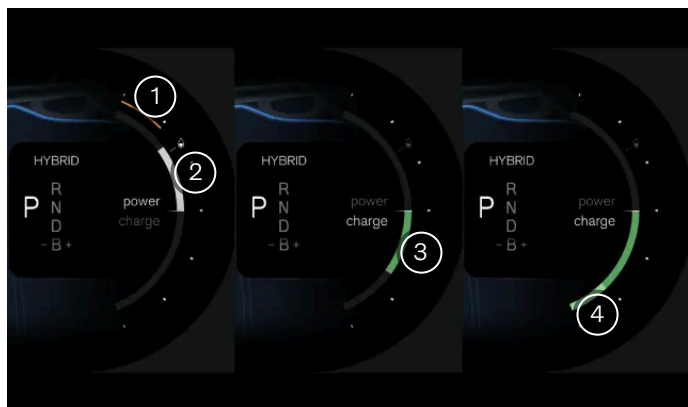 1
2
HYBRID
P
R
N
D
- B +
power
charge
HYBRID
P
R
N
D
- B +
power
charge
3
HYBRID
P
R
N
D
- B +
power
charge
4